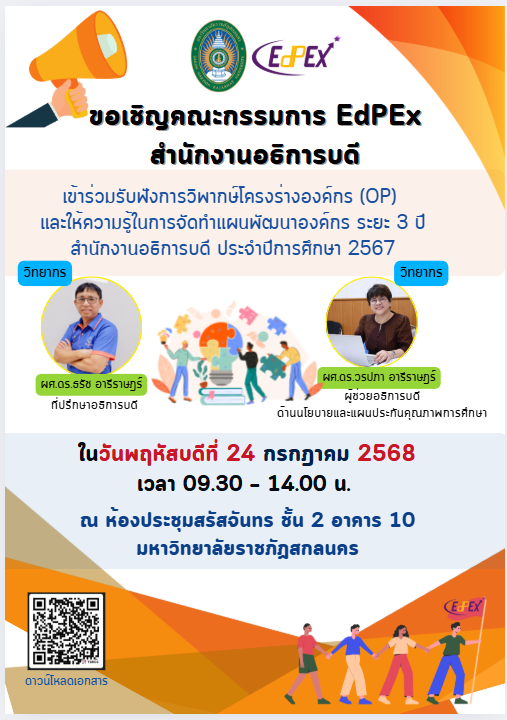 EdPEX
ขอเชิญคณะกรรมการ EdPEx
สำนักงานอธิการบดี
เข้าร่วมรับฟังการวิพากษ์โครงร่างองค์กร (OP)
และให้ความรู้ในการจัดทำแผนพัฒนาองค์กร ระยะ 3 ปี
สำนักงานอธิการบดี ประจำปีการศึกษา 2567
วิทยากร
ผศ.ดร.ธรัช อารีราษฎร์
ที่ปรึกษาอธิการบดี
วิทยากร
ผศ.ดร.วรปภา อารีราษฎร์
ผู้ช่วยอธิการบดี
ด้านนโยบายและแผนประกันคุณภาพการศึกษา
ในวันพฤหัสบดีที่ 24 กรกฎาคม 2568
เวลา 09.30 - 14.00 น.
ณ ห้องประชุมสรัสจันทร ชั้น 2 อาคาร 10
มหาวิทยาลัยราชภัฏสกลนคร
EdPEX
ดาวน์โหลดเอกสาร